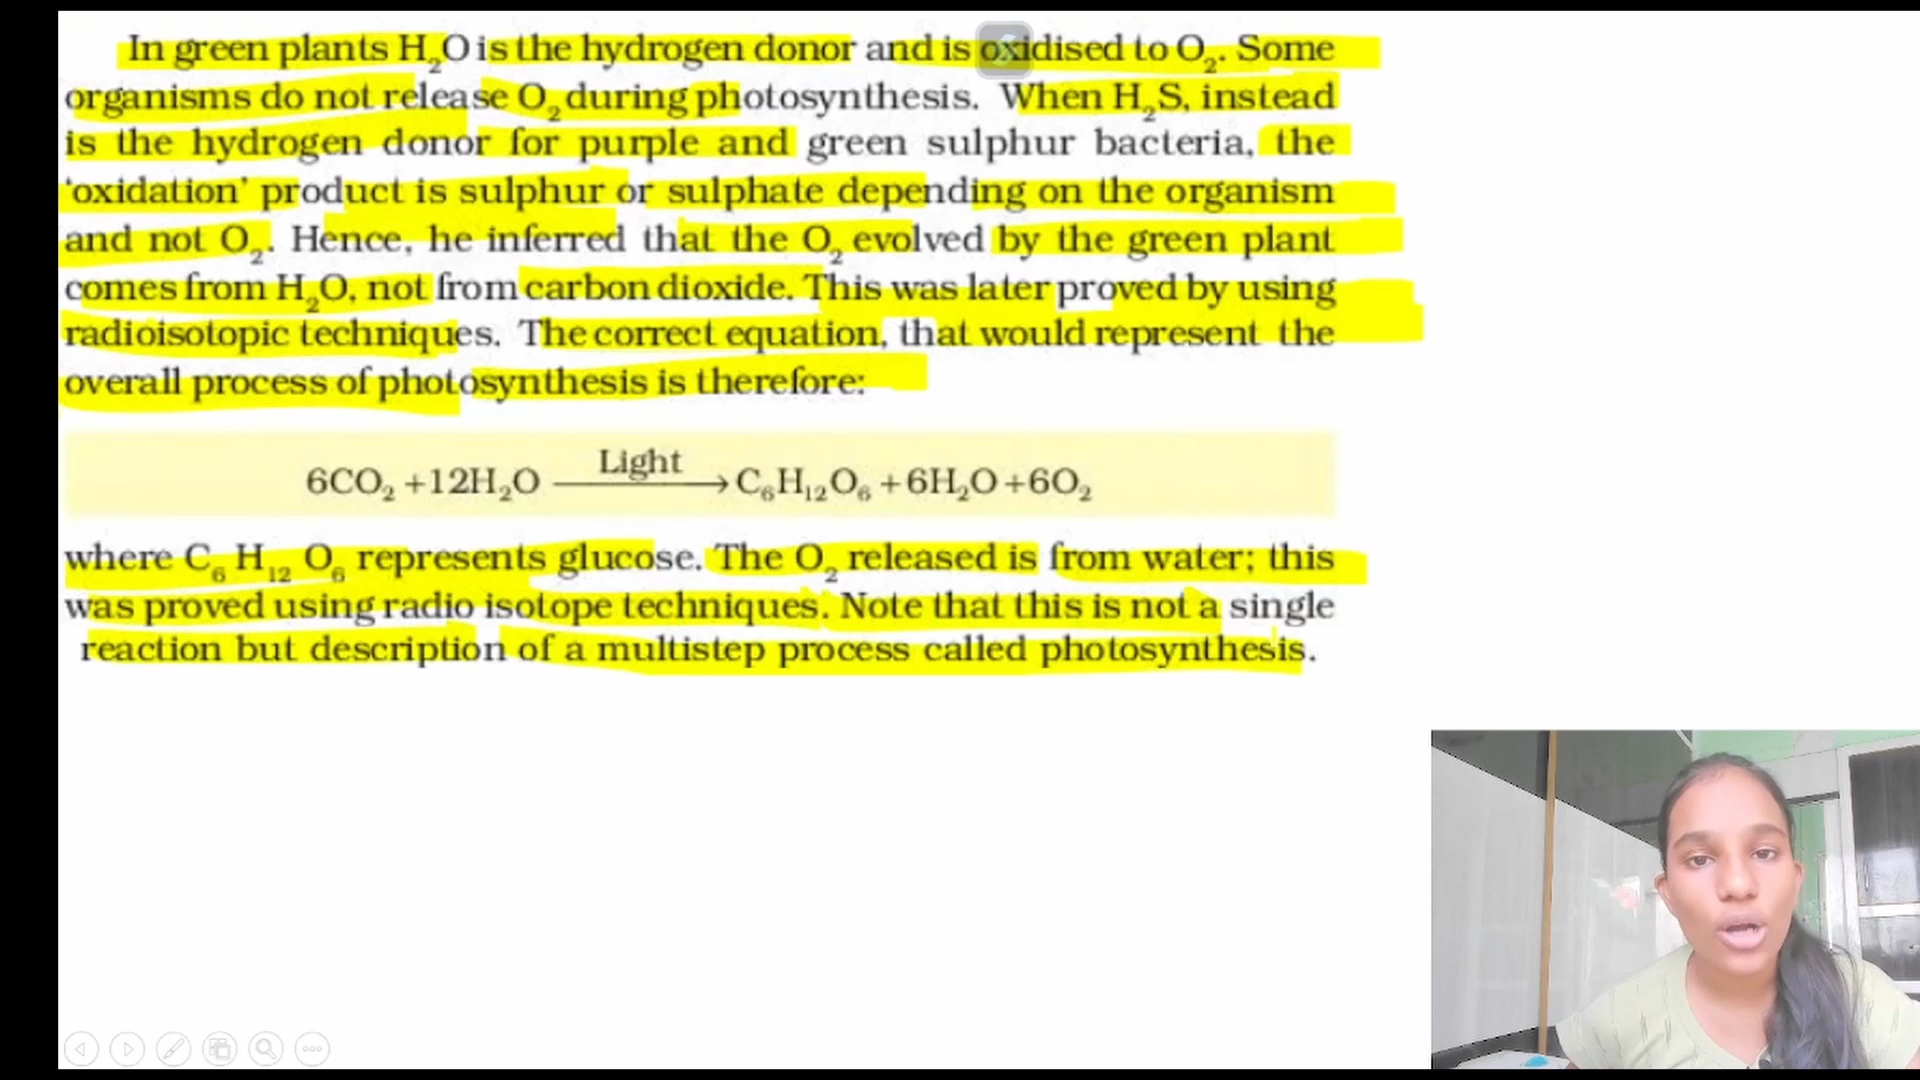 In green plants H₂O is the hydrogen donor and is oxidised to O₂. Some
organisms do not release O₂ during photosynthesis. When H₂S, instead
is the hydrogen donor for purple and green sulphur bacteria, the
‘oxidation’ product is sulphur or sulphate depending on the organism
and not O₂. Hence, he inferred that the O₂ evolved by the green plant
comes from H₂O, not from carbon dioxide. This was later proved by using
radioisotopic techniques. The correct equation, that would represent the
overall process of photosynthesis is therefore:
Light
6CO₂ +12H₂O ⟶ C₆H₁₂O₆ +6H₂O+6O₂
where C₆ H₁₂ O₆ represents glucose. The O₂ released is from water; this
was proved using radio isotope techniques. Note that this is not a single
reaction but description of a multistep process called photosynthesis.